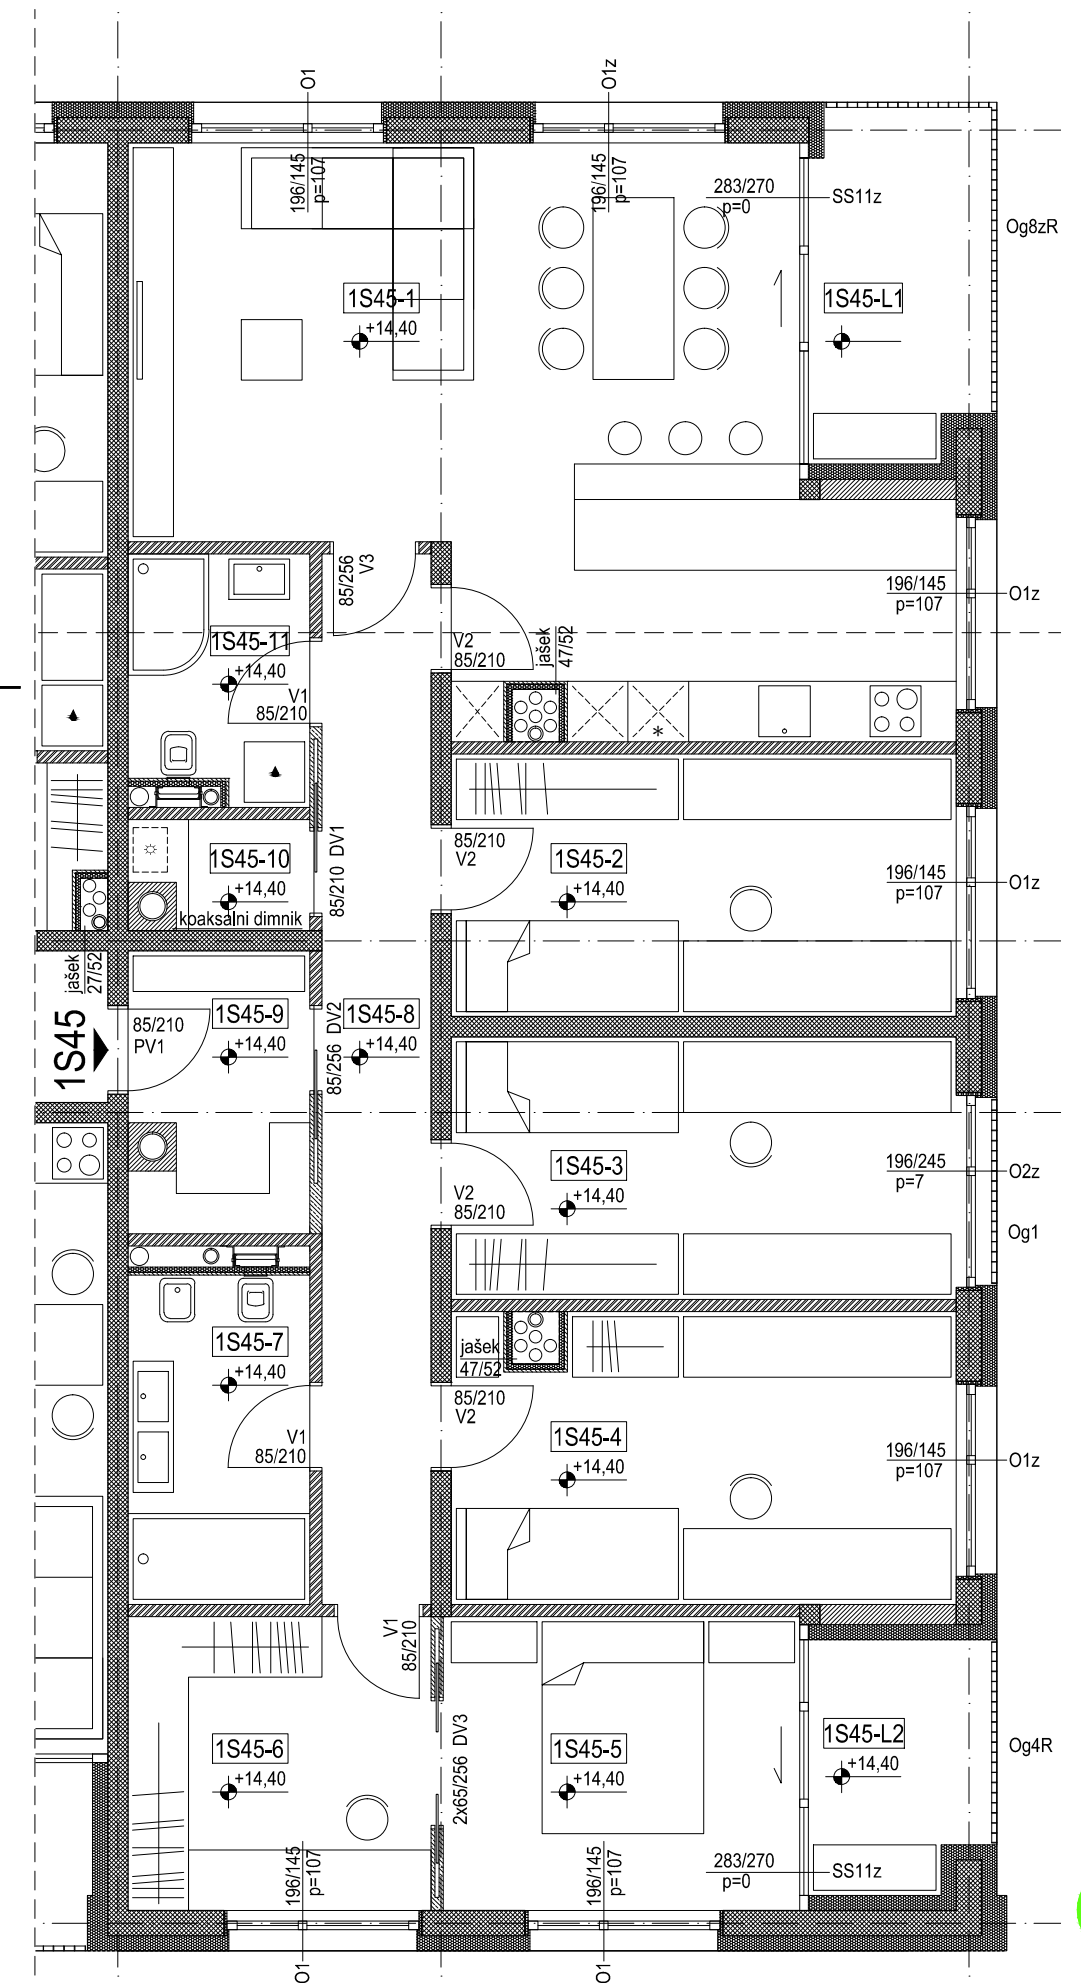 O1
O1z
196/145
p=107
196/145
p=107
283/270
p=0
SS11z
Og8zR
1S45-1
+14,40
1S45-L1
85/256
V3
196/145
p=107
O1z
1S45-11
+14,40
V1
85/210
V2
85/210
jašek
47/52
*
85/210 DV1
1S45-10
+14,40
koaksalni dimnik
85/210
V2
1S45-2
+14,40
196/145
p=107
O1z
jašek
27/52
1S45
85/210
PV1
1S45-9
+14,40
85/256 DV2
1S45-8
+14,40
V2
85/210
1S45-3
+14,40
196/245
p=7
O2z
Og1
1S45-7
+14,40
V1
85/210
jašek
47/52
85/210
V2
1S45-4
+14,40
196/145
p=107
O1z
V1
85/210
1S45-6
+14,40
2x65/256 DV3
1S45-5
+14,40
1S45-L2
+14,40
Og4R
196/145
p=107
196/145
p=107
283/270
p=0
SS11z
O1
O1